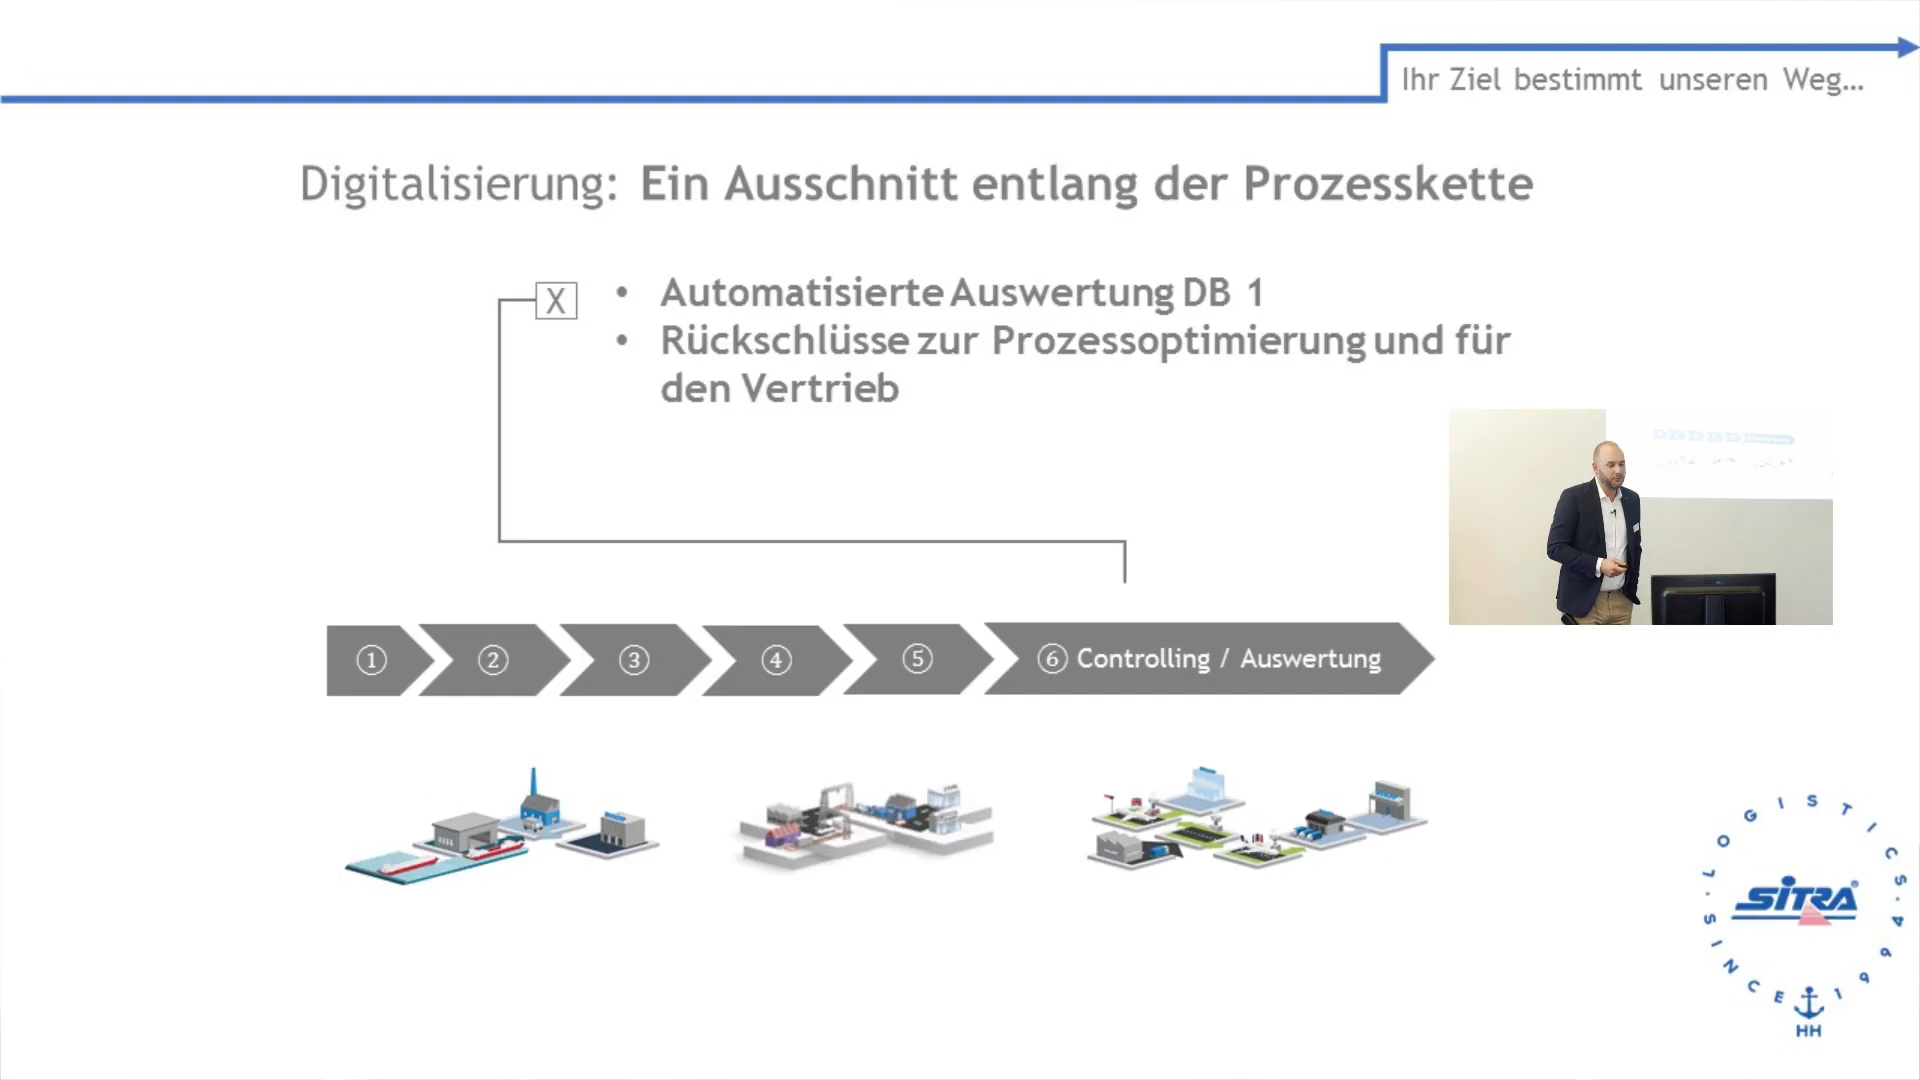 Ihr Ziel bestimmt unseren Weg...
Digitalisierung: Ein Ausschnitt entlang der Prozesskette
X
• Automatisierte Auswertung DB 1
• Rückschlüsse zur Prozessoptimierung und für
den Vertrieb
① ② ③ ④ ⑤ ⑥ Controlling / Auswertung
LOGISTICS · SINCE 1994 ·
SITRA®
HH